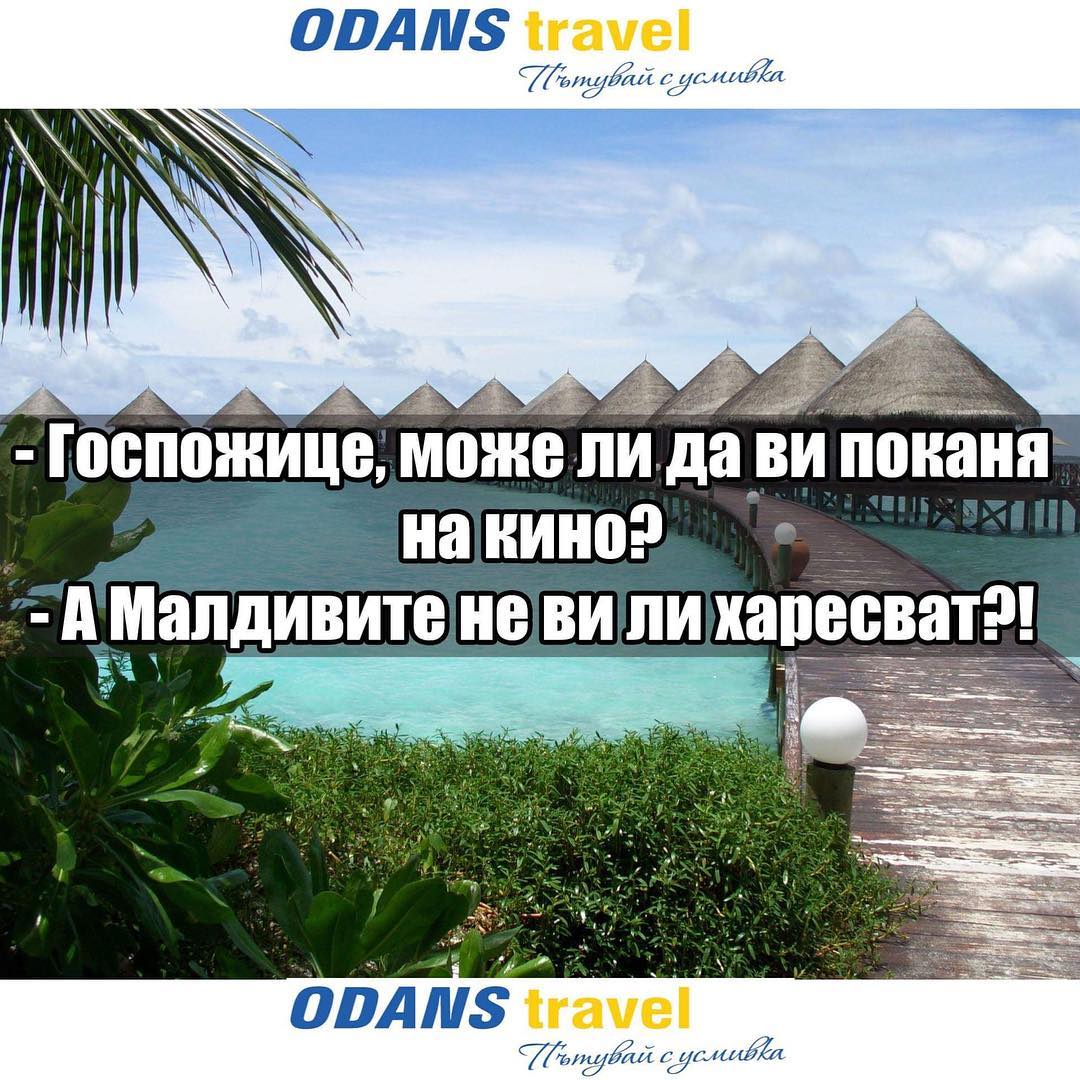 ODANS travel
Пътувай с усмивка
- Госпожице, може ли да ви поканя
на кино?
- А Малдивите не ви ли харесват?!
ODANS travel
Пътувай с усмивка